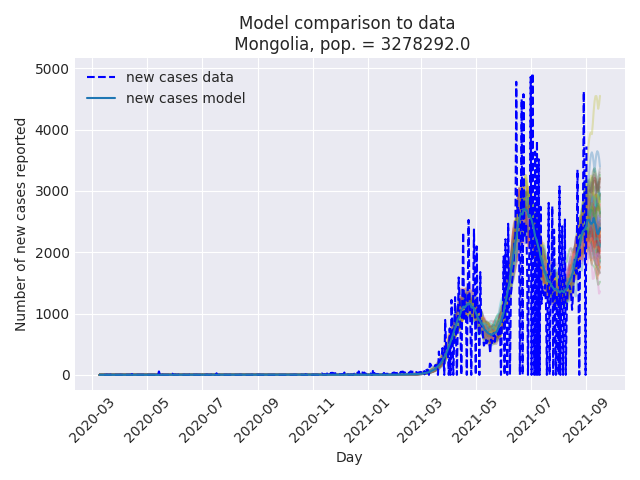 Model comparison to data
Mongolia, pop. = 3278292.0
new cases data
new cases model
Number of new cases reported
5000
4000
3000
2000
1000
0
2020-03
2020-05
2020-07
2020-09
2020-11
2021-01
2021-03
2021-05
2021-07
2021-09
Day